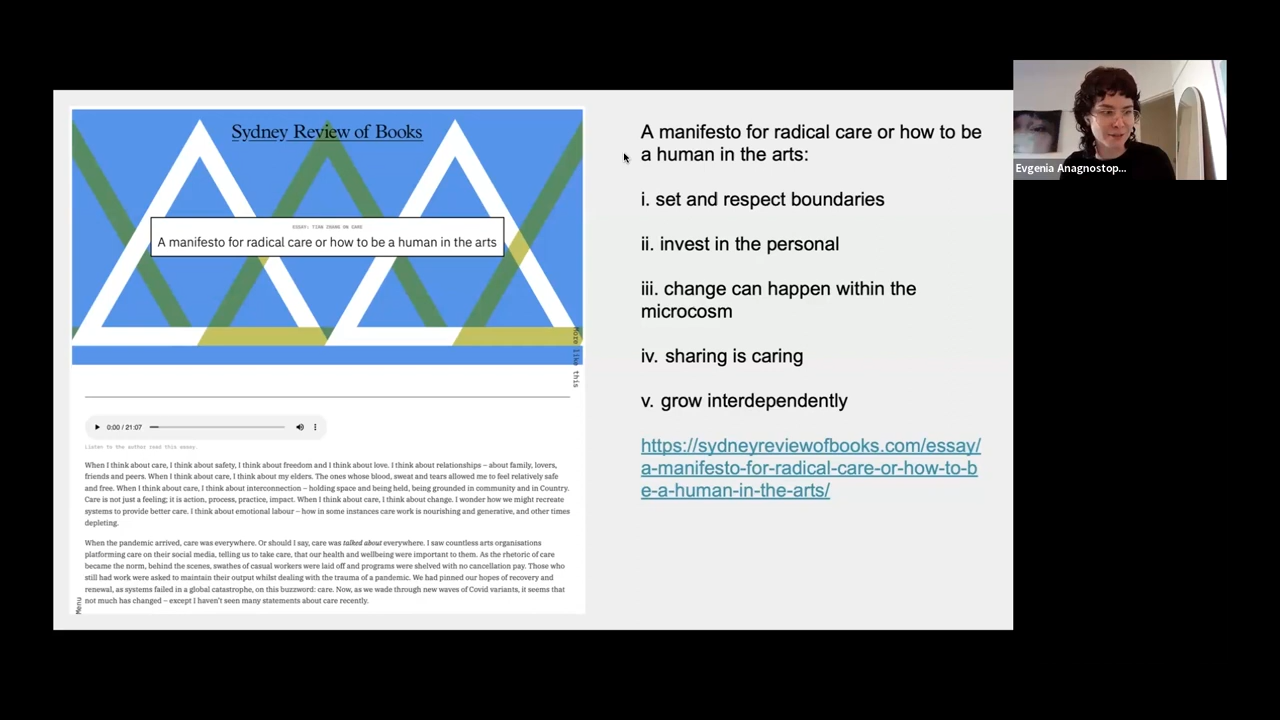 Sydney Review of Books
ESSAY: TIAN ZHANG ON CARE
A manifesto for radical care or how to be a human in the arts
More like this
0:00 / 21:07
Listen to the author read this essay.
When I think about care, I think about safety, I think about freedom and I think about love. I think about relationships – about family, lovers,
friends and peers. When I think about care, I think about my elders. The ones whose blood, sweat and tears allowed me to feel relatively safe
and free. When I think about care, I think about interconnection – holding space and being held, being grounded in community and in Country.
Care is not just a feeling; it is action, process, practice, impact. When I think about care, I think about change. I wonder how we might recreate
systems to provide better care. I think about emotional labour – how in some instances care work is nourishing and generative, and other times
depleting.
When the pandemic arrived, care was everywhere. Or should I say, care was talked about everywhere. I saw countless arts organisations
platforming care on their social media, telling us to take care, that our health and wellbeing were important to them. As the rhetoric of care
became the norm, behind the scenes, swathes of casual workers were laid off and programs were shelved with no cancellation pay. Those who
still had work were asked to maintain their output whilst dealing with the trauma of a pandemic. We had pinned our hopes of recovery and
renewal, as systems failed in a global catastrophe, on this buzzword: care. Now, as we wade through new waves of Covid variants, it seems that
not much has changed – except I haven't seen many statements about care recently.
Menu
A manifesto for radical care or how to be
a human in the arts:
i. set and respect boundaries
ii. invest in the personal
iii. change can happen within the
microcosm
iv. sharing is caring
v. grow interdependently
https://sydneyreviewofbooks.com/essay/
a-manifesto-for-radical-care-or-how-to-b
e-a-human-in-the-arts/
Evgenia Anagnostop...